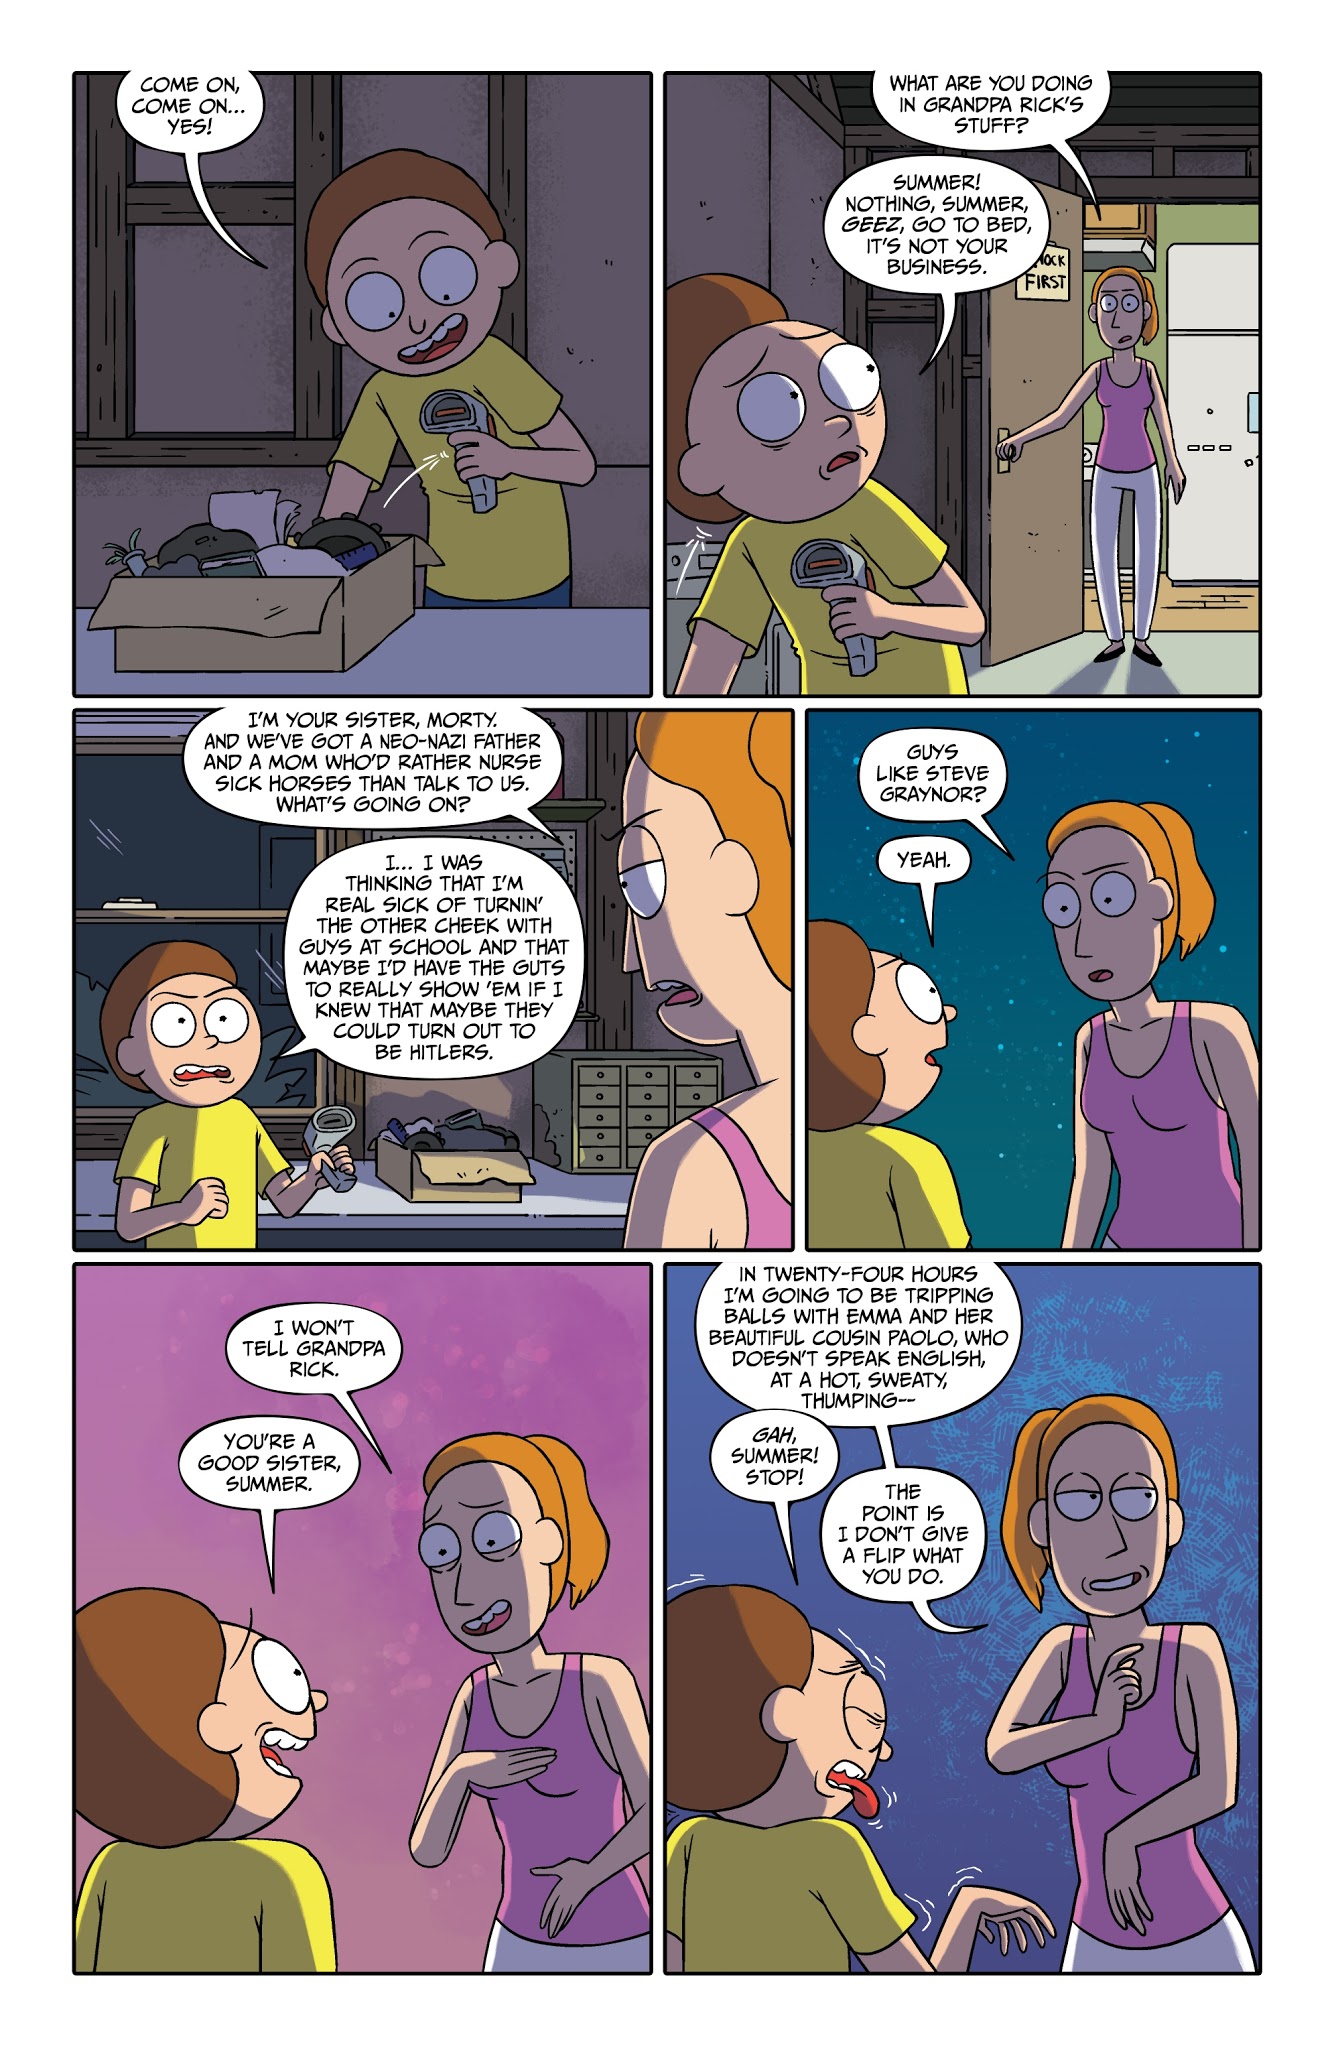 COME ON,
COME ON...
YES!
WHAT ARE YOU DOING
IN GRANDPA RICK'S
STUFF?
SUMMER!
NOTHING, SUMMER,
GEEZ, GO TO BED,
IT'S NOT YOUR
BUSINESS.
FIRST
I'M YOUR SISTER, MORTY.
AND WE'VE GOT A NEO-NAZI FATHER
AND A MOM WHO'D RATHER NURSE
SICK HORSES THAN TALK TO US.
WHAT'S GOING ON?
I... I WAS
THINKING THAT I'M
REAL SICK OF TURNIN'
THE OTHER CHEEK WITH
GUYS AT SCHOOL AND THAT
MAYBE I'D HAVE THE GUTS
TO REALLY SHOW 'EM IF I
KNEW THAT MAYBE THEY
COULD TURN OUT TO
BE HITLERS.
GUYS
LIKE STEVE
GRAYNOR?
YEAH.
I WON'T
TELL GRANDPA
RICK.
YOU'RE A
GOOD SISTER,
SUMMER.
IN TWENTY-FOUR HOURS
I'M GOING TO BE TRIPPING
BALLS WITH EMMA AND HER
BEAUTIFUL COUSIN PAOLO, WHO
DOESN'T SPEAK ENGLISH,
AT A HOT, SWEATY,
THUMPING--
GAH,
SUMMER!
STOP!
THE
POINT IS
I DON'T GIVE
A FLIP WHAT
YOU DO.